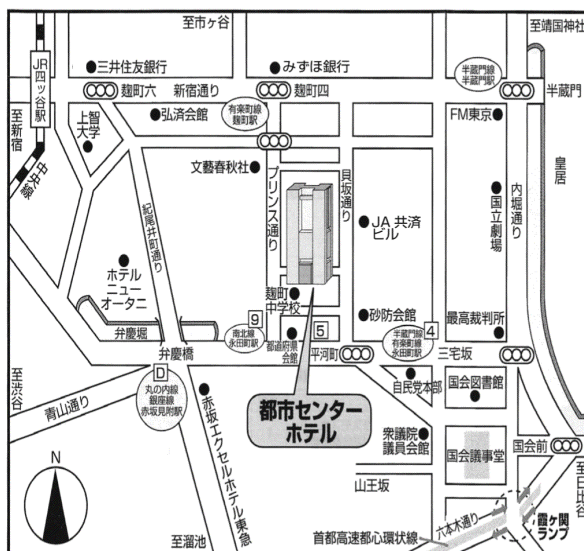 至市ヶ谷
至靖国神社
JR四ツ谷駅
三井住友銀行
みずほ銀行
半蔵門線
半蔵門駅
麹町六
新宿通り
麹町四
半蔵門
至新宿
上智
大学
弘済会館
有楽町線
麹町駅
FM東京
皇居
文藝春秋社
プリンス通り
貝坂通り
内堀通り
国立劇場
紀尾井町通り
JA 共済
ビル
ホテル
ニュー
オータニ
麹町
中学校
9
5
4
砂防会館
最高裁判所
弁慶堀
弁慶橋
南北線
永田町駅
都道府県
会館
平河町
半蔵門線
有楽町線
永田町駅
三宅坂
至渋谷
青山通り
D
丸の内線
銀座線
赤坂見附駅
赤坂エクセルホテル東急
都市センター
ホテル
自民党本部
国会図書館
衆議院
議員会館
国会議事堂
国会前
至日比谷
山王坂
N
至溜池
六本木通り
首都高速都心環状線
霞ヶ関
ランプ